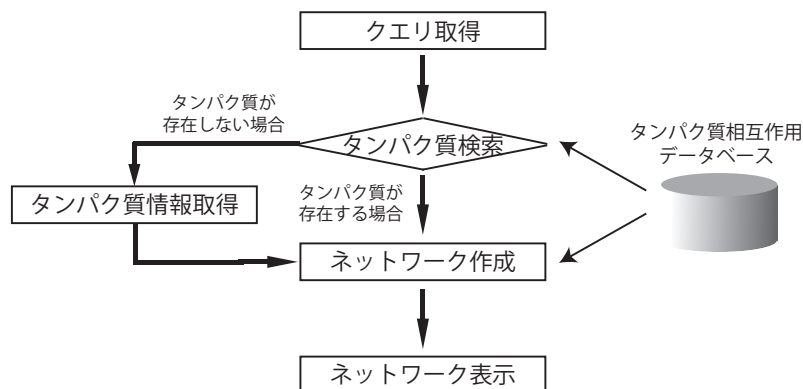 クエリ取得
タンパク質が
存在しない場合
タンパク質検索
タンパク質相互作用
データベース
タンパク質情報取得
タンパク質が
存在する場合
ネットワーク作成
ネットワーク表示